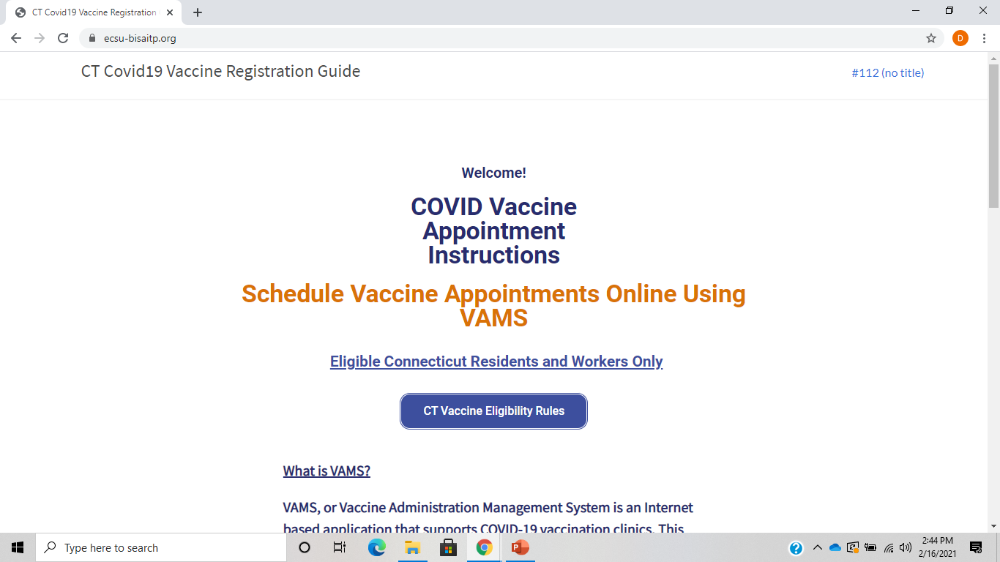 CT Covid19 Vaccine Registration
ecsu-bisaitp.org
D
CT Covid19 Vaccine Registration Guide
#112 (no title)
Welcome!
COVID Vaccine
Appointment
Instructions
Schedule Vaccine Appointments Online Using
VAMS
Eligible Connecticut Residents and Workers Only
CT Vaccine Eligibility Rules
What is VAMS?
VAMS, or Vaccine Administration Management System is an Internet
based application that supports COVID-19 vaccination clinics. This
Type here to search
P
2:44 PM
2/16/2021